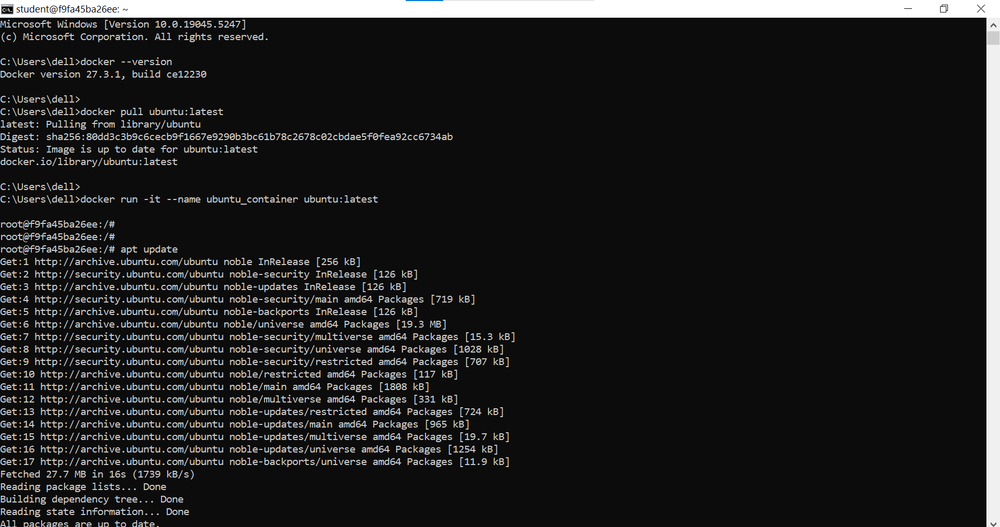 student@f9fa45ba26ee: ~
Microsoft Windows [Version 10.0.19045.5247]
(c) Microsoft Corporation. All rights reserved.
C:\Users\dell>docker --version
Docker version 27.3.1, build ce12230
C:\Users\dell>
C:\Users\dell>docker pull ubuntu:latest
latest: Pulling from library/ubuntu
Digest: sha256:80dd3c3b9c6cecb9f1667e9290b3bc61b78c2678c02cbdae5f0fea92cc6734ab
Status: Image is up to date for ubuntu:latest
docker.io/library/ubuntu:latest
C:\Users\dell>
C:\Users\dell>docker run -it --name ubuntu_container ubuntu:latest
root@f9fa45ba26ee:/#
root@f9fa45ba26ee:/#
root@f9fa45ba26ee:/# apt update
Get:1 http://archive.ubuntu.com/ubuntu noble InRelease [256 kB]
Get:2 http://security.ubuntu.com/ubuntu noble-security InRelease [126 kB]
Get:3 http://archive.ubuntu.com/ubuntu noble-updates InRelease [126 kB]
Get:4 http://security.ubuntu.com/ubuntu noble-security/main amd64 Packages [719 kB]
Get:5 http://archive.ubuntu.com/ubuntu noble-backports InRelease [126 kB]
Get:6 http://archive.ubuntu.com/ubuntu noble/universe amd64 Packages [19.3 MB]
Get:7 http://security.ubuntu.com/ubuntu noble-security/multiverse amd64 Packages [15.3 kB]
Get:8 http://security.ubuntu.com/ubuntu noble-security/universe amd64 Packages [1028 kB]
Get:9 http://security.ubuntu.com/ubuntu noble-security/restricted amd64 Packages [707 kB]
Get:10 http://archive.ubuntu.com/ubuntu noble/restricted amd64 Packages [117 kB]
Get:11 http://archive.ubuntu.com/ubuntu noble/main amd64 Packages [1808 kB]
Get:12 http://archive.ubuntu.com/ubuntu noble/multiverse amd64 Packages [331 kB]
Get:13 http://archive.ubuntu.com/ubuntu noble-updates/restricted amd64 Packages [724 kB]
Get:14 http://archive.ubuntu.com/ubuntu noble-updates/main amd64 Packages [965 kB]
Get:15 http://archive.ubuntu.com/ubuntu noble-updates/multiverse amd64 Packages [19.7 kB]
Get:16 http://archive.ubuntu.com/ubuntu noble-updates/universe amd64 Packages [1254 kB]
Get:17 http://archive.ubuntu.com/ubuntu noble-backports/universe amd64 Packages [11.9 kB]
Fetched 27.7 MB in 16s (1739 kB/s)
Reading package lists... Done
Building dependency tree... Done
Reading state information... Done
All packages are up to date.